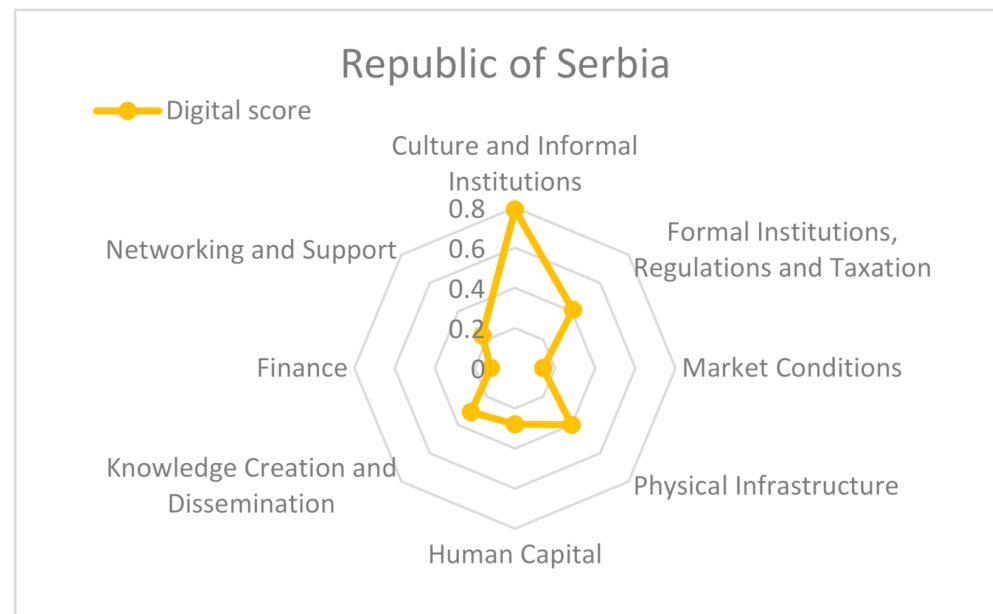 Republic of Serbia
Digital score
Culture and Informal
Institutions
Formal Institutions,
Regulations and Taxation
Networking and Support
0.8
0.6
0.4
0.2
0
Finance
Market Conditions
Knowledge Creation and
Dissemination
Physical Infrastructure
Human Capital